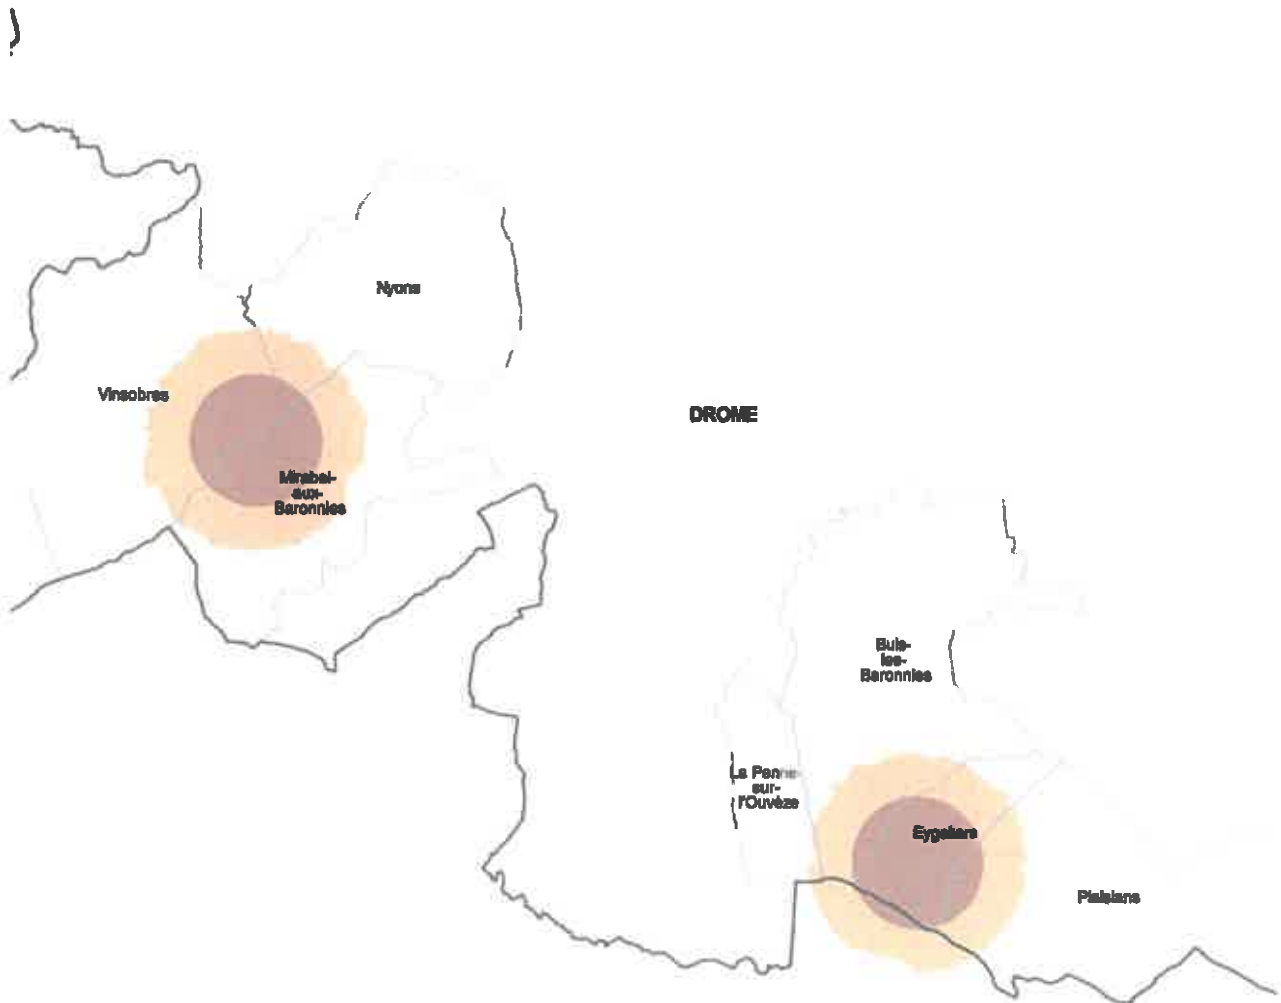 Nyons
Vinsobres
DROME
Mirabel-
aux-
Baronnies
Buis-
les-
Baronnies
La Penne-
sur-
l'Ouvèze
Eygaliers
Plaisians